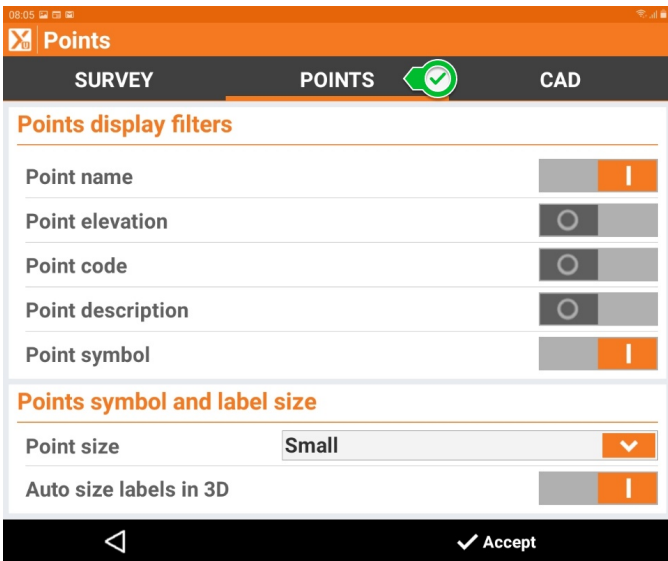 08:05
Points
SURVEY POINTS CAD
Points display filters
Point name
Point elevation
Point code
Point description
Point symbol
Points symbol and label size
Point size Small
Auto size labels in 3D
Accept